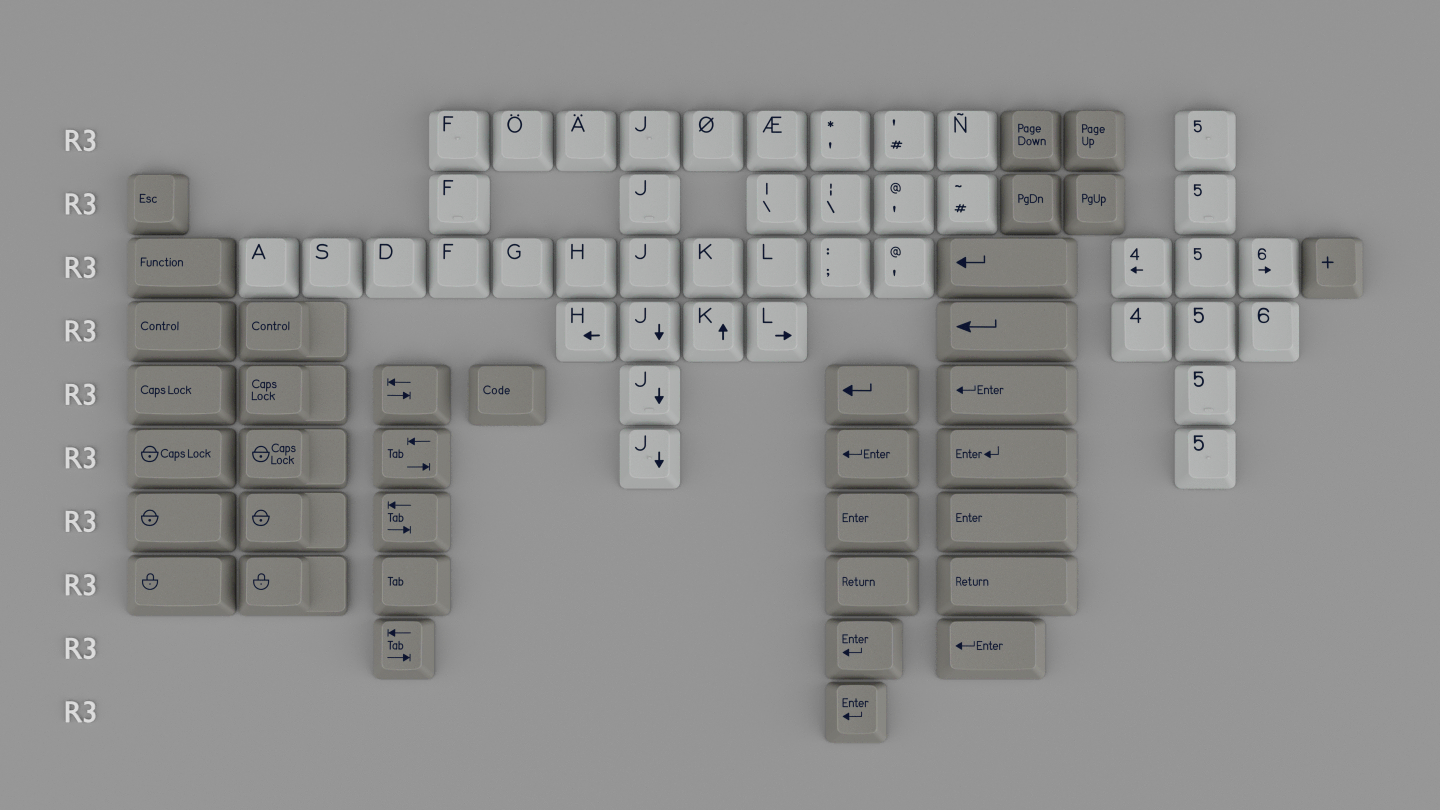 R3 F Ö Ä J Ø Æ * ' ' # Ñ Page Down Page Up 5
R3 Esc F J | \ ¦ \ @ ' ~ # PgDn PgUp 5
R3 Function A S D F G H J K L : ; @ ' ↵ 4 ← 5 6 → +
R3 Control Control H ← J ↓ K ↑ L → ↵ 4 5 6
R3 Caps Lock Caps Lock ⇤ ⇥ Code J ↓ ↵ ↵Enter 5
R3 Caps Lock Caps Lock Tab ⇤ ⇥ J ↓ ↵Enter Enter↵ 5
R3 ⇤ Tab ⇥ Enter Enter
R3 Tab Return Return
R3 ⇤ Tab ⇥ Enter ↵ ↵Enter
R3 Enter ↵